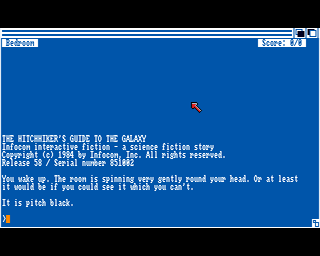 Bedroom Score: 0/0
THE HITCHHIKER'S GUIDE TO THE GALAXY
Infocom interactive fiction - a science fiction story
Copyright (c) 1984 by Infocom, Inc. All rights reserved.
Release 58 / Serial number 851002
You wake up. The room is spinning very gently round your head. Or at least
it would be if you could see it which you can't.
It is pitch black.
>